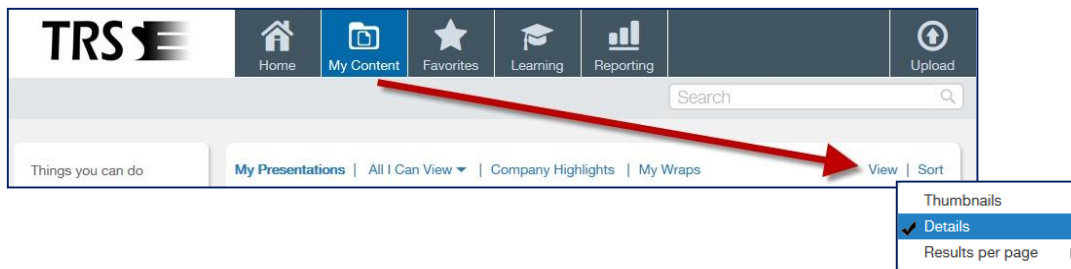 TRS
Home
My Content
Favorites
Learning
Reporting
Upload
Search
Things you can do
My Presentations | All I Can View | Company Highlights | My Wraps
View | Sort
Thumbnails
Details
Results per page